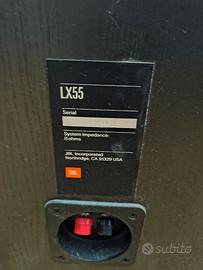 LX55
Serial
System Impedance:
8 ohms
JBL Incorporated
Northridge, CA 91329 USA
JBL
subito